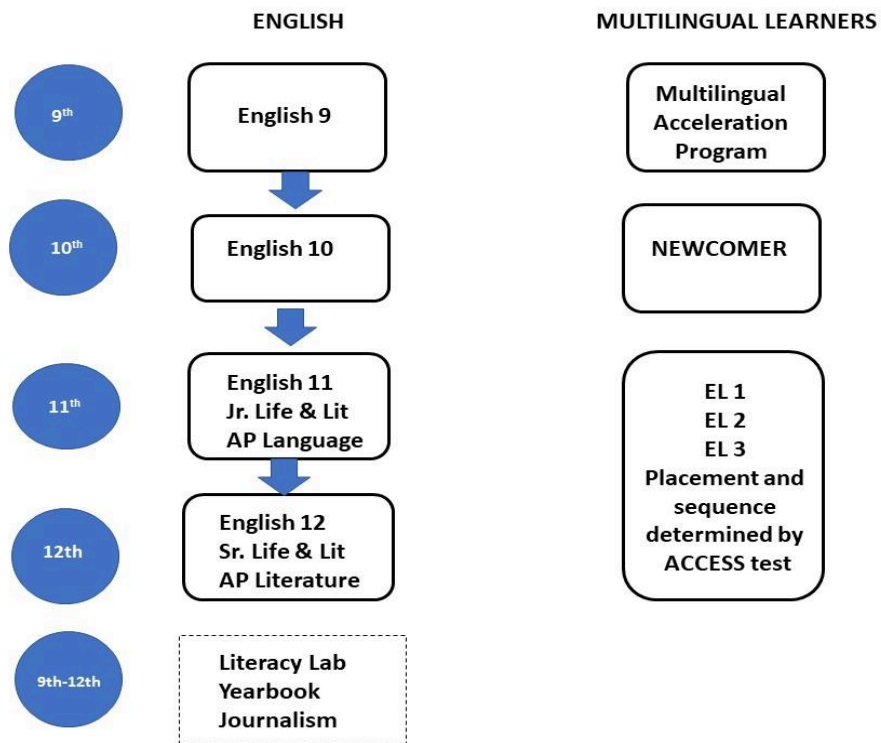 ENGLISH
MULTILINGUAL LEARNERS
9th
English 9
Multilingual
Acceleration
Program
10th
English 10
NEWCOMER
11th
English 11
Jr. Life & Lit
AP Language
EL 1
EL 2
EL 3
Placement and
sequence
determined by
ACCESS test
12th
English 12
Sr. Life & Lit
AP Literature
9th-12th
Literacy Lab
Yearbook
Journalism